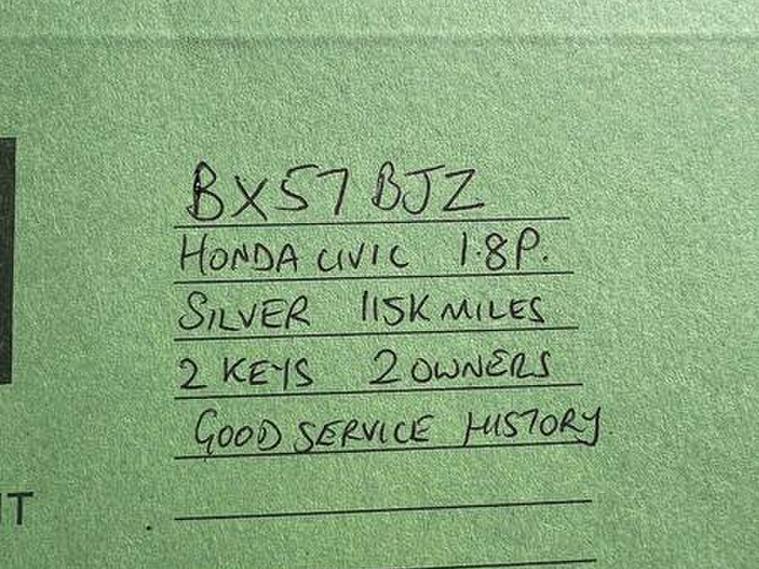 BX57 BJZ
HONDA CIVIC 1.8P.
SILVER 115K MILES
2 KEYS 2 OWNERS
GOOD SERVICE HISTORY